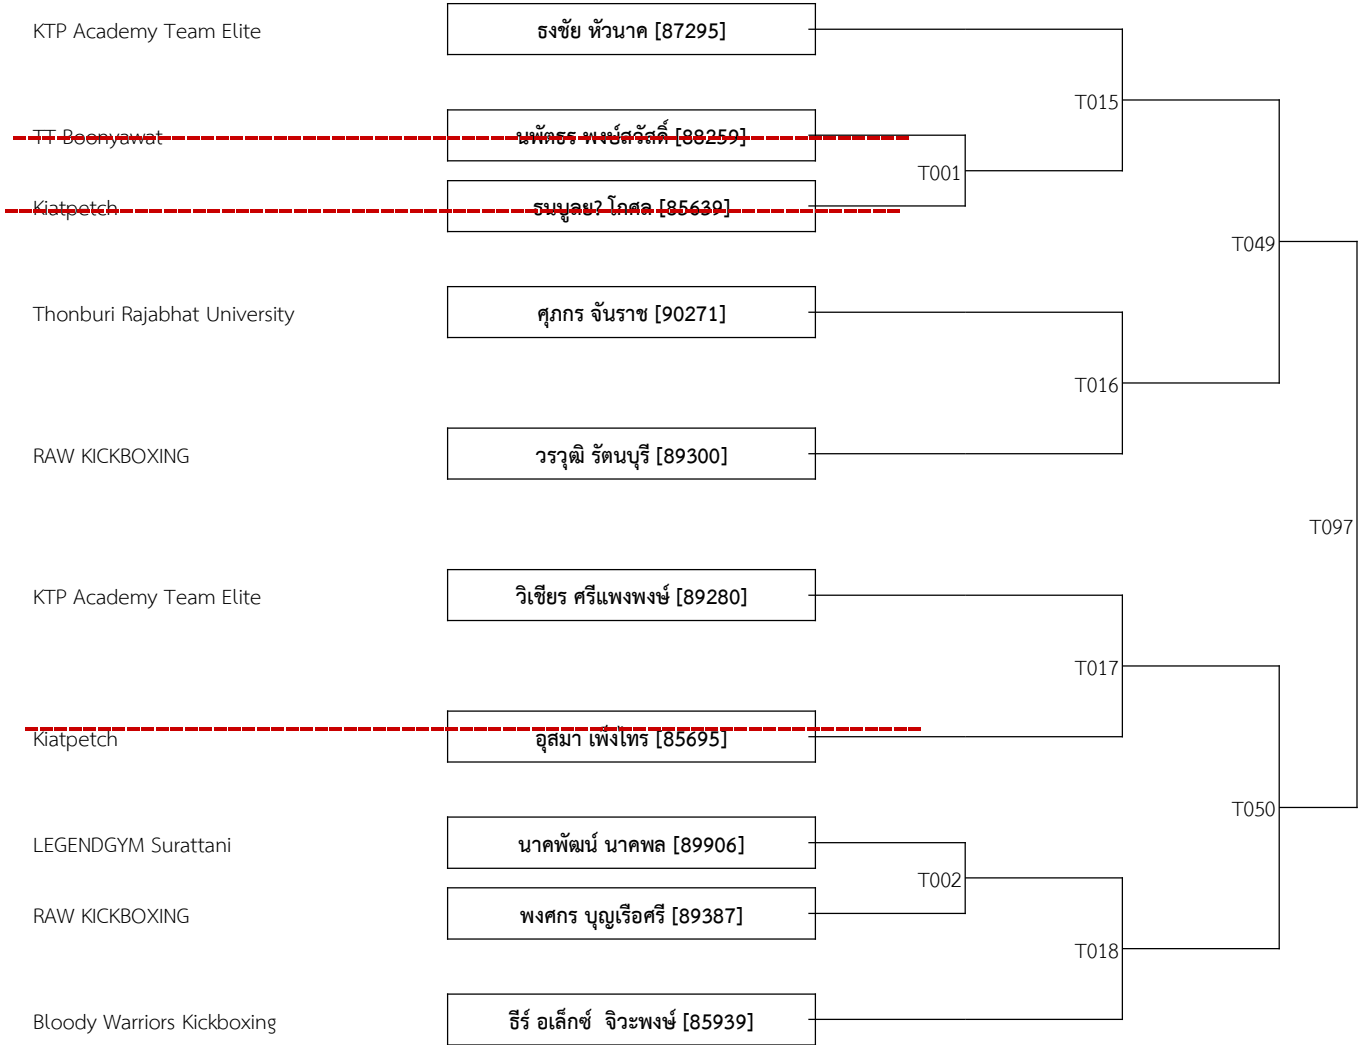 KTP Academy Team Elite
ธงชัย หัวนาค [87295]
T015
TT Boonyawat
นพัตธร พงษ์สวัสดิ์ [88259]
T001
Kiatpetch
ธนบูลย? โกศล [85639]
T049
Thonburi Rajabhat University
ศุภกร จันราช [90271]
T016
RAW KICKBOXING
วรวุฒิ รัตนบุรี [89300]
T097
KTP Academy Team Elite
วิเชียร ศรีแพงพงษ์ [89280]
T017
Kiatpetch
อุสมา เพ็งไทร [85695]
T050
LEGENDGYM Surattani
นาคพัฒน์ นาคพล [89906]
T002
RAW KICKBOXING
พงศกร บุญเรือศรี [89387]
T018
Bloody Warriors Kickboxing
ธีร์ อเล็กซ์  จิวะพงษ์ [85939]